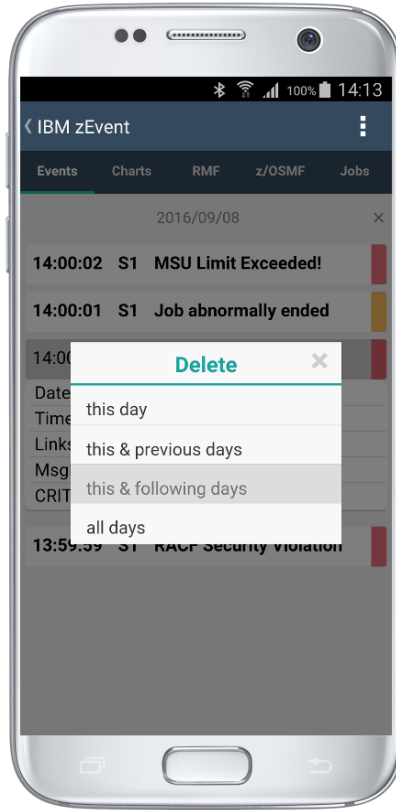 100% 14:13
IBM zEvent
Events Charts RMF z/OSMF Jobs
2016/09/08 ×
14:00:02 S1 MSU Limit Exceeded!
14:00:01 S1 Job abnormally ended
14:00
Delete ×
Date
this day
Time
Links
this & previous days
Msg
this & following days
CRIT
all days
13:59:59 S1 RACF Security Violation